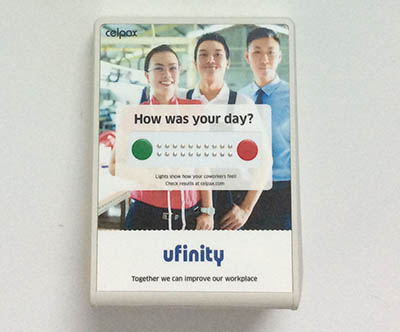 celpax
How was your day?
Lights show how your coworkers feel!
Check results at celpax.com
ufinity
Together we can improve our workplace